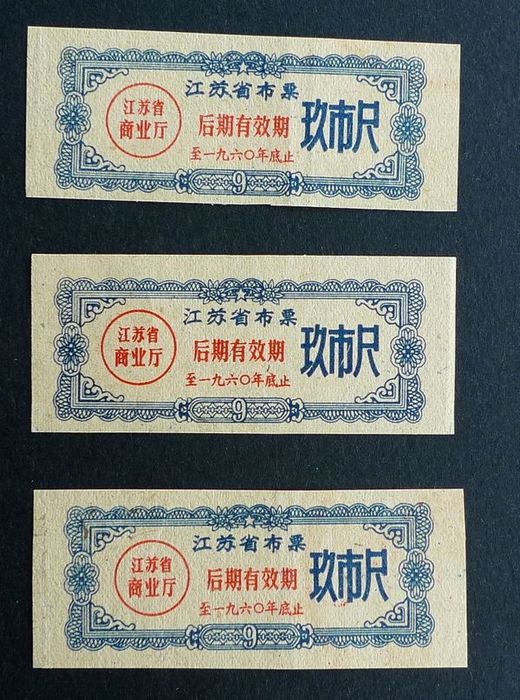 江苏省布票
江苏省
商业厅
后期有效期
玖市尺
至一九六〇年底止
9
江苏省布票
江苏省
商业厅
后期有效期
玖市尺
至一九六〇年底止
9
江苏省布票
江苏省
商业厅
后期有效期
玖市尺
至一九六〇年底止
9